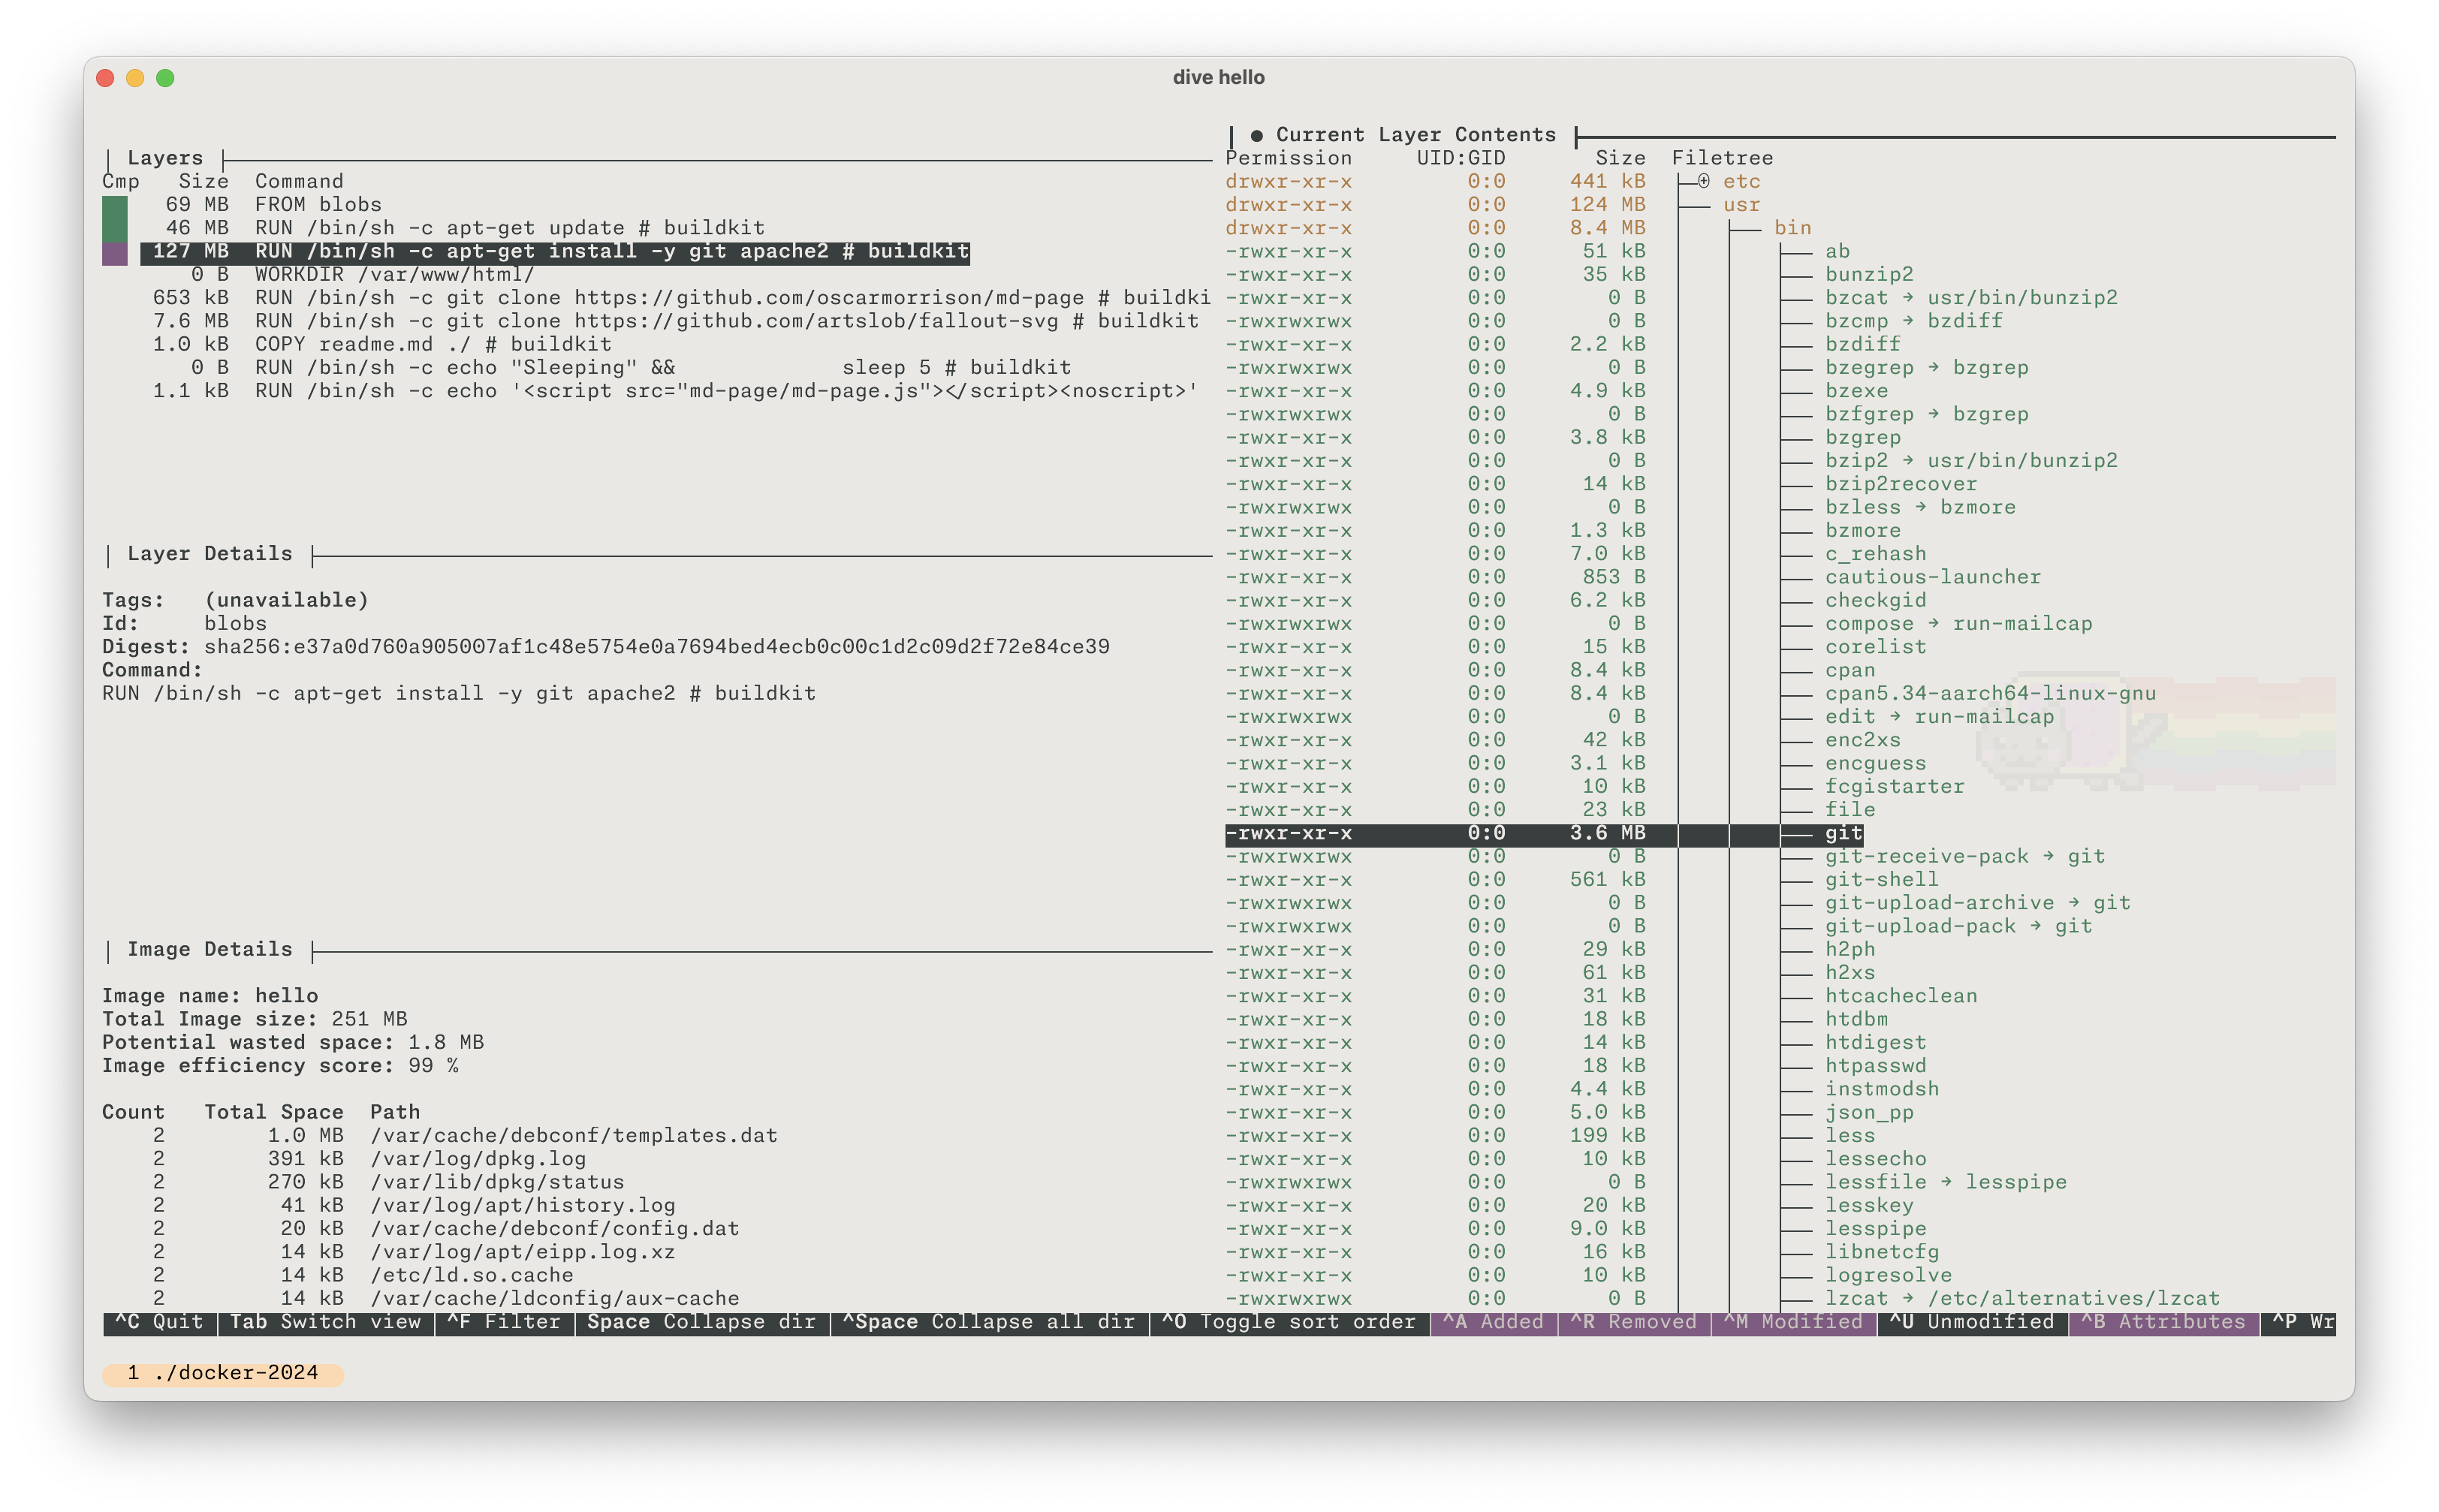 dive hello
│ Layers ├
Cmp   Size  Command
69 MB  FROM blobs
46 MB  RUN /bin/sh -c apt-get update # buildkit
127 MB  RUN /bin/sh -c apt-get install -y git apache2 # buildkit
0 B  WORKDIR /var/www/html/
653 kB  RUN /bin/sh -c git clone https://github.com/oscarmorrison/md-page # buildki
7.6 MB  RUN /bin/sh -c git clone https://github.com/artslob/fallout-svg # buildkit
1.0 kB  COPY readme.md ./ # buildkit
0 B  RUN /bin/sh -c echo "Sleeping" &&             sleep 5 # buildkit
1.1 kB  RUN /bin/sh -c echo '<script src="md-page/md-page.js"></script><noscript>'
│ Layer Details ├
Tags:   (unavailable)
Id:     blobs
Digest: sha256:e37a0d760a905007af1c48e5754e0a7694bed4ecb0c00c1d2c09d2f72e84ce39
Command:
RUN /bin/sh -c apt-get install -y git apache2 # buildkit
│ Image Details ├
Image name: hello
Total Image size: 251 MB
Potential wasted space: 1.8 MB
Image efficiency score: 99 %
Count   Total Space  Path
2        1.0 MB  /var/cache/debconf/templates.dat
2        391 kB  /var/log/dpkg.log
2        270 kB  /var/lib/dpkg/status
2         41 kB  /var/log/apt/history.log
2         20 kB  /var/cache/debconf/config.dat
2         14 kB  /var/log/apt/eipp.log.xz
2         14 kB  /etc/ld.so.cache
2         14 kB  /var/cache/ldconfig/aux-cache
│ ● Current Layer Contents ├
Permission     UID:GID       Size  Filetree
drwxr-xr-x         0:0     441 kB  ├─⊕ etc
drwxr-xr-x         0:0     124 MB  ├── usr
drwxr-xr-x         0:0     8.4 MB  │   ├── bin
-rwxr-xr-x         0:0      51 kB  │   │   ├── ab
-rwxr-xr-x         0:0      35 kB  │   │   ├── bunzip2
-rwxr-xr-x         0:0        0 B  │   │   ├── bzcat → usr/bin/bunzip2
-rwxrwxrwx         0:0        0 B  │   │   ├── bzcmp → bzdiff
-rwxr-xr-x         0:0     2.2 kB  │   │   ├── bzdiff
-rwxrwxrwx         0:0        0 B  │   │   ├── bzegrep → bzgrep
-rwxr-xr-x         0:0     4.9 kB  │   │   ├── bzexe
-rwxrwxrwx         0:0        0 B  │   │   ├── bzfgrep → bzgrep
-rwxr-xr-x         0:0     3.8 kB  │   │   ├── bzgrep
-rwxr-xr-x         0:0        0 B  │   │   ├── bzip2 → usr/bin/bunzip2
-rwxr-xr-x         0:0      14 kB  │   │   ├── bzip2recover
-rwxrwxrwx         0:0        0 B  │   │   ├── bzless → bzmore
-rwxr-xr-x         0:0     1.3 kB  │   │   ├── bzmore
-rwxr-xr-x         0:0     7.0 kB  │   │   ├── c_rehash
-rwxr-xr-x         0:0      853 B  │   │   ├── cautious-launcher
-rwxr-xr-x         0:0     6.2 kB  │   │   ├── checkgid
-rwxrwxrwx         0:0        0 B  │   │   ├── compose → run-mailcap
-rwxr-xr-x         0:0      15 kB  │   │   ├── corelist
-rwxr-xr-x         0:0     8.4 kB  │   │   ├── cpan
-rwxr-xr-x         0:0     8.4 kB  │   │   ├── cpan5.34-aarch64-linux-gnu
-rwxrwxrwx         0:0        0 B  │   │   ├── edit → run-mailcap
-rwxr-xr-x         0:0      42 kB  │   │   ├── enc2xs
-rwxr-xr-x         0:0     3.1 kB  │   │   ├── encguess
-rwxr-xr-x         0:0      10 kB  │   │   ├── fcgistarter
-rwxr-xr-x         0:0      23 kB  │   │   ├── file
-rwxr-xr-x         0:0     3.6 MB  │   │   ├── git
-rwxrwxrwx         0:0        0 B  │   │   ├── git-receive-pack → git
-rwxr-xr-x         0:0     561 kB  │   │   ├── git-shell
-rwxrwxrwx         0:0        0 B  │   │   ├── git-upload-archive → git
-rwxrwxrwx         0:0        0 B  │   │   ├── git-upload-pack → git
-rwxr-xr-x         0:0      29 kB  │   │   ├── h2ph
-rwxr-xr-x         0:0      61 kB  │   │   ├── h2xs
-rwxr-xr-x         0:0      31 kB  │   │   ├── htcacheclean
-rwxr-xr-x         0:0      18 kB  │   │   ├── htdbm
-rwxr-xr-x         0:0      14 kB  │   │   ├── htdigest
-rwxr-xr-x         0:0      18 kB  │   │   ├── htpasswd
-rwxr-xr-x         0:0     4.4 kB  │   │   ├── instmodsh
-rwxr-xr-x         0:0     5.0 kB  │   │   ├── json_pp
-rwxr-xr-x         0:0     199 kB  │   │   ├── less
-rwxr-xr-x         0:0      10 kB  │   │   ├── lessecho
-rwxrwxrwx         0:0        0 B  │   │   ├── lessfile → lesspipe
-rwxr-xr-x         0:0      20 kB  │   │   ├── lesskey
-rwxr-xr-x         0:0     9.0 kB  │   │   ├── lesspipe
-rwxr-xr-x         0:0      16 kB  │   │   ├── libnetcfg
-rwxr-xr-x         0:0      10 kB  │   │   ├── logresolve
-rwxrwxrwx         0:0        0 B  │   │   ├── lzcat → /etc/alternatives/lzcat
^C Quit │ Tab Switch view │ ^F Filter │ Space Collapse dir │ ^Space Collapse all dir │ ^O Toggle sort order │ ^A Added │ ^R Removed │ ^M Modified │ ^U Unmodified │ ^B Attributes │ ^P Wr
1 ./docker-2024